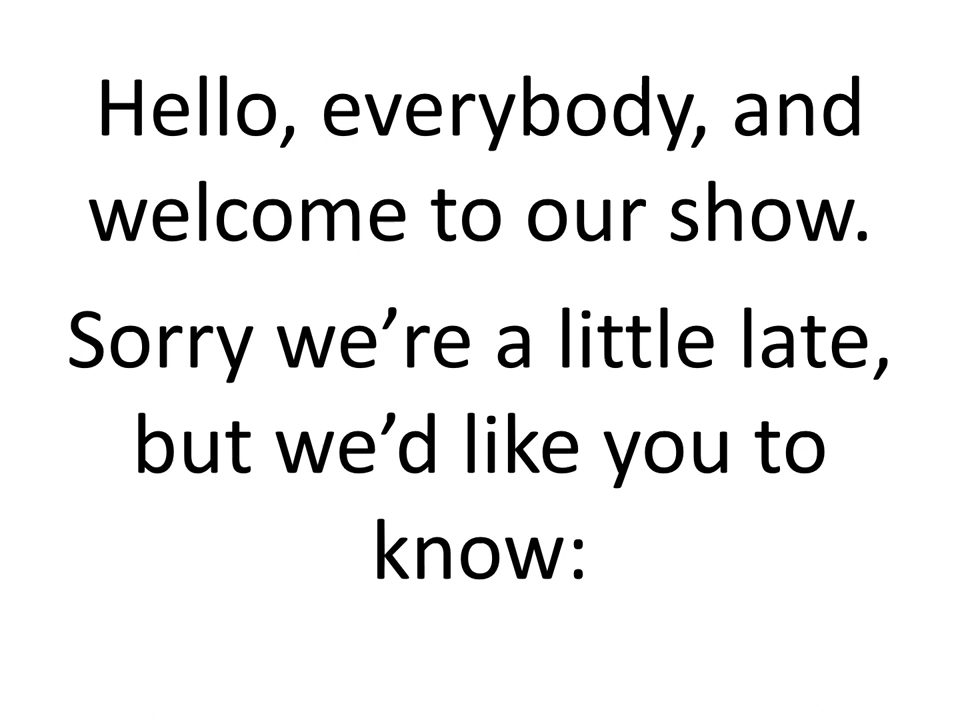 Hello, everybody, and
welcome to our show.
Sorry we’re a little late,
but we’d like you to
know: